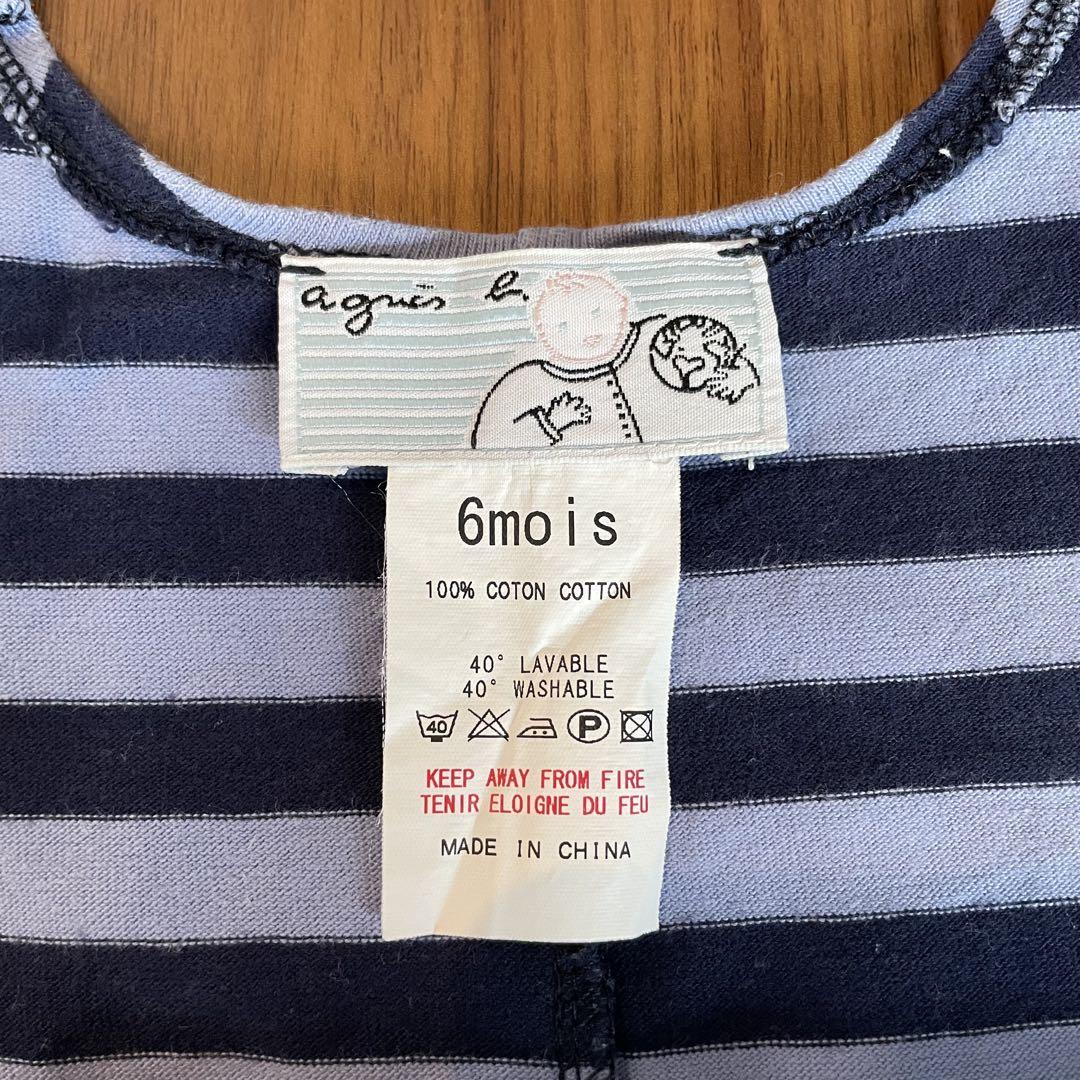 agnès b.
6mois
100% COTON COTTON
40° LAVABLE
40° WASHABLE
40 P
KEEP AWAY FROM FIRE
TENIR ELOIGNE DU FEU
MADE IN CHINA